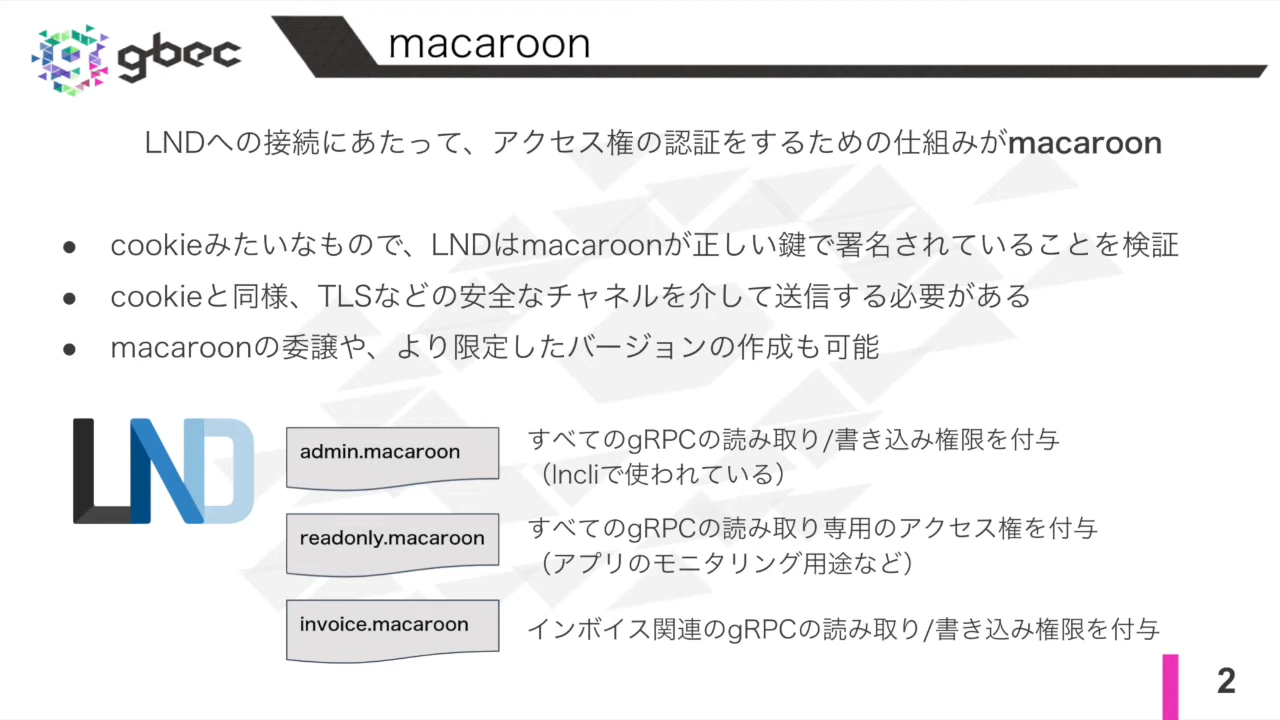 gbec
macaroon
LNDへの接続にあたって、アクセス権の認証をするための仕組みがmacaroon
● cookieみたいなもので、LNDはmacaroonが正しい鍵で署名されていることを検証
● cookieと同様、TLSなどの安全なチャネルを介して送信する必要がある
● macaroonの委譲や、より限定したバージョンの作成も可能
LND
admin.macaroon
すべてのgRPCの読み取り/書き込み権限を付与
（lncliで使われている）
readonly.macaroon
すべてのgRPCの読み取り専用のアクセス権を付与
（アプリのモニタリング用途など）
invoice.macaroon
インボイス関連のgRPCの読み取り/書き込み権限を付与
2